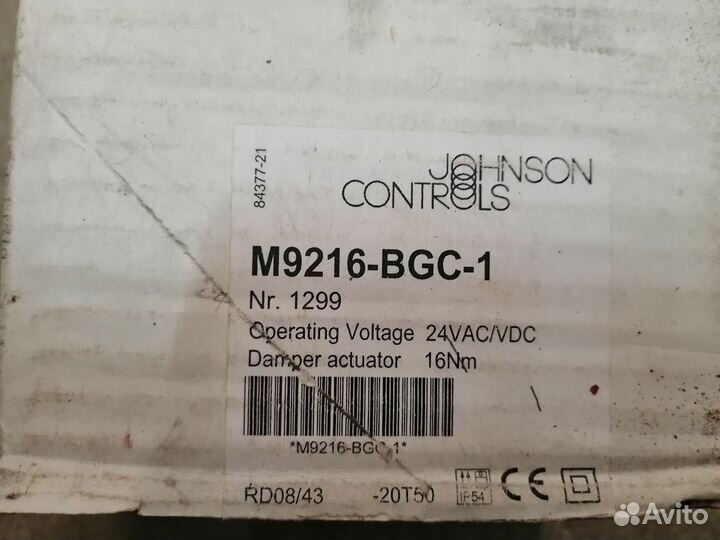 84377-21
JOHNSON
CONTROLS
M9216-BGC-1
Nr. 1299
Operating Voltage 24VAC/VDC
Damper actuator 16Nm
*M9216-BGC-1*
RD08/43 -20T50 IP54 CE
Avito